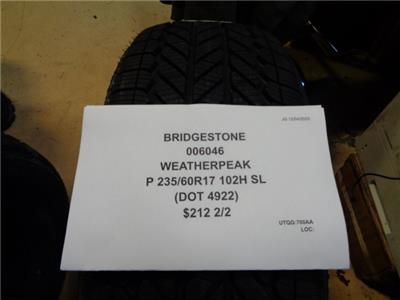 BRIDGESTONE
006046
WEATHERPEAK
P 235/60R17 102H SL
(DOT 4922)
$212 2/2
UTQG:700AA
LOC: